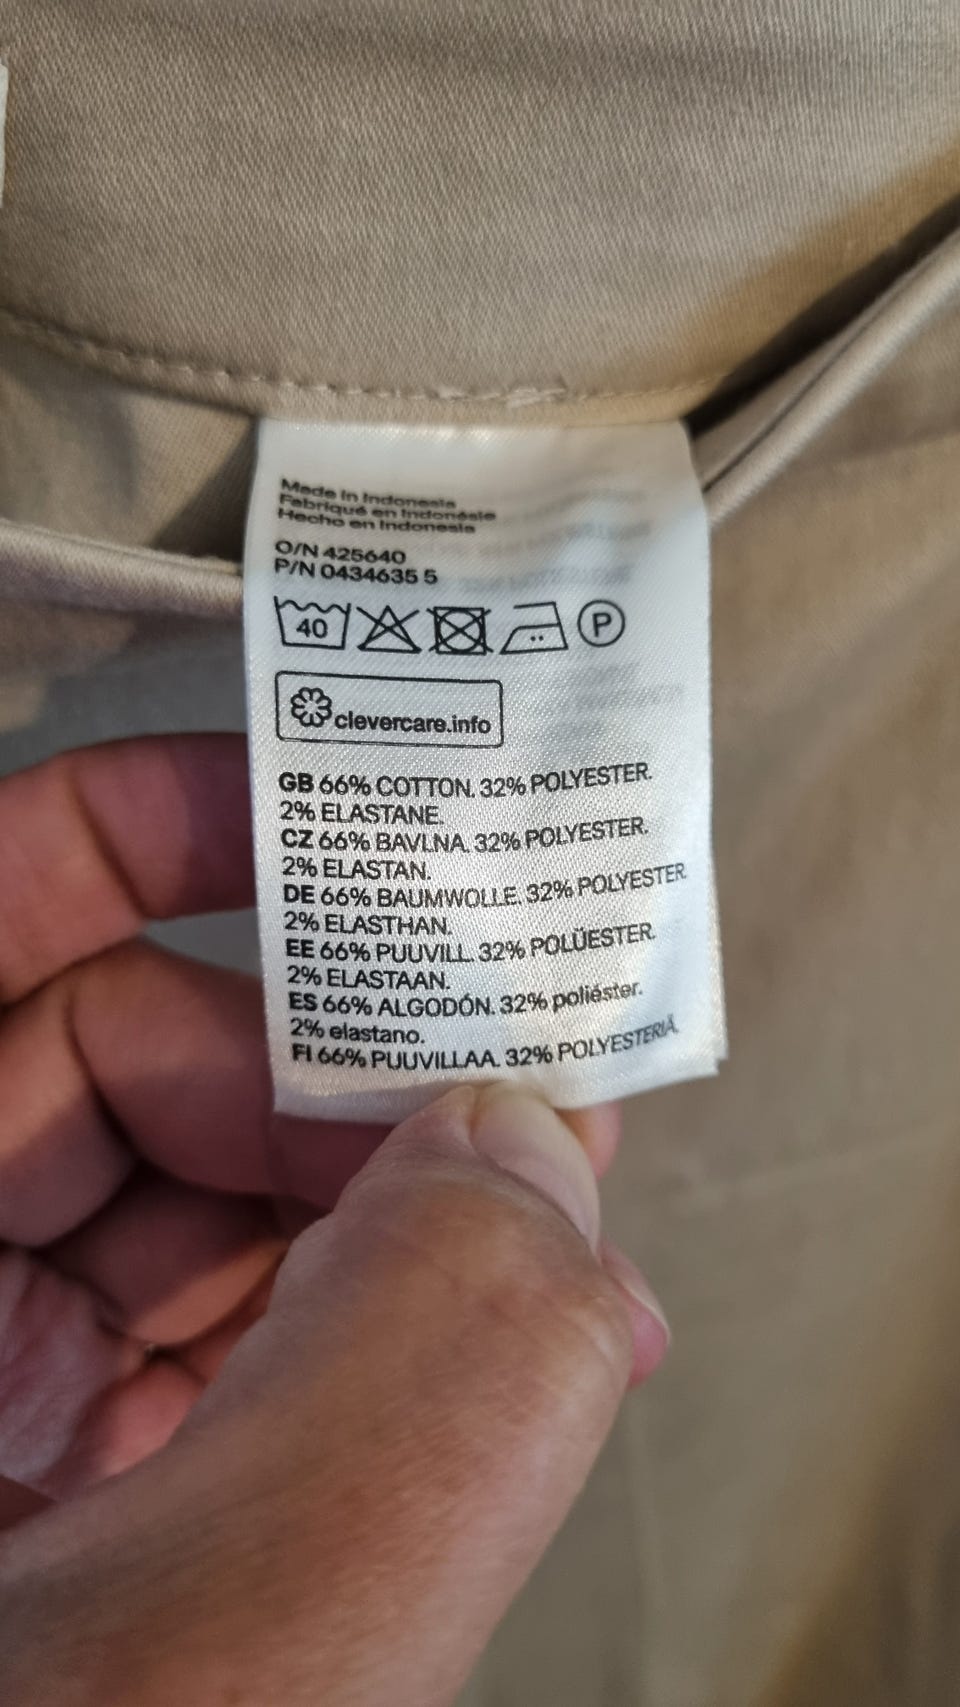 Made in Indonesia
Fabriqué en Indonésie
Hecho en Indonesia
O/N 425640
P/N 0434635 5
40 P
clevercare.info
GB 66% COTTON. 32% POLYESTER.
2% ELASTANE.
CZ 66% BAVLNA. 32% POLYESTER.
2% ELASTAN.
DE 66% BAUMWOLLE. 32% POLYESTER.
2% ELASTHAN.
EE 66% PUUVILL. 32% POLÜESTER.
2% ELASTAAN.
ES 66% ALGODÓN. 32% poliéster.
2% elastano.
FI 66% PUUVILLAA. 32% POLYESTERIÄ.